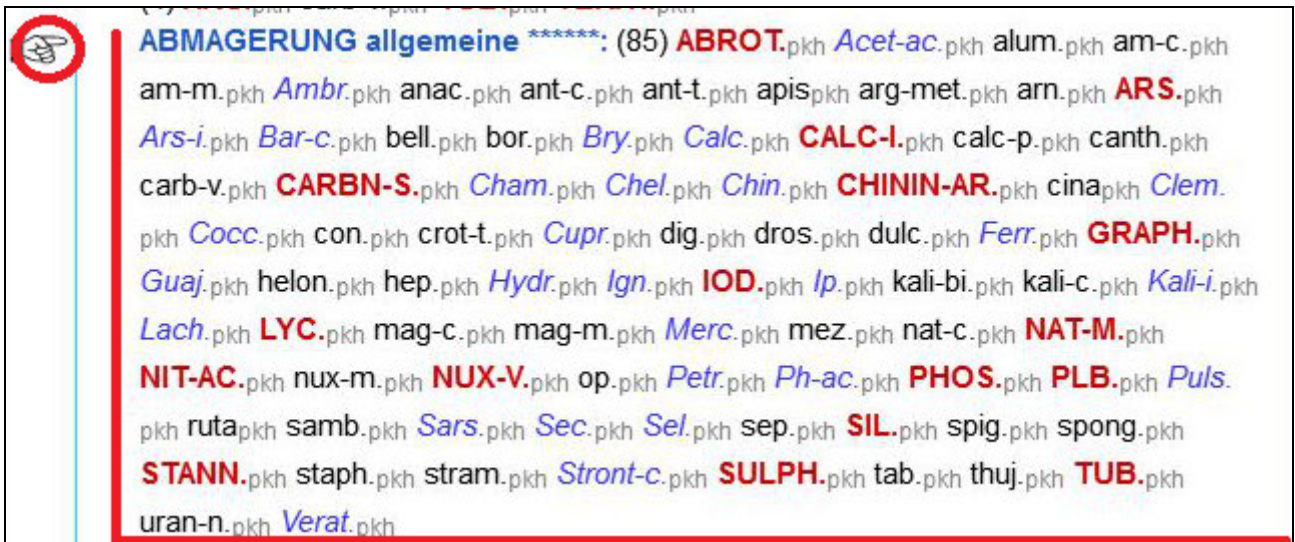 ABMAGERUNG allgemeine ******: (85) ABROT.pkh Acet-ac.pkh alum. am-c.pkh
am-m.pkh Ambr.pkh anac.pkh ant-c.pkh ant-t.pkh apispkh arg-met.pkh arn.pkh ARS.pkh
Ars-i.pkh Bar-c.pkh bell.pkh bor.pkh Bry.pkh Calc.pkh CALC-I.pkh calc-p.pkh canth.pkh
carb-v.pkh CARBN-S.pkh Cham.pkh Chel.pkh Chin.pkh CHININ-AR.pkh cinapkh Clem.
pkh Cocc.pkh con.pkh crot-t.pkh Cupr.pkh dig.pkh dros.pkh dulc.pkh Ferr.pkh GRAPH.pkh
Guaj.pkh helon.pkh hep.pkh Hydr.pkh Ign.pkh IOD.pkh Ip.pkh kali-bi.pkh kali-c.pkh Kali-i.pkh
Lach.pkh LYC.pkh mag-c.pkh mag-m.pkh Merc.pkh mez.pkh nat-c.pkh NAT-M.pkh
NIT-AC.pkh nux-m.pkh NUX-V.pkh op.pkh Petr.pkh Ph-ac.pkh PHOS.pkh PLB.pkh Puls.
pkh rutapkh samb.pkh Sars.pkh Sec.pkh Sel.pkh sep.pkh SIL.pkh spig.pkh spong.pkh
STANN.pkh staph.pkh stram.pkh Stront-c.pkh SULPH.pkh tab.pkh thuj.pkh TUB.pkh
uran-n.pkh Verat.pkh